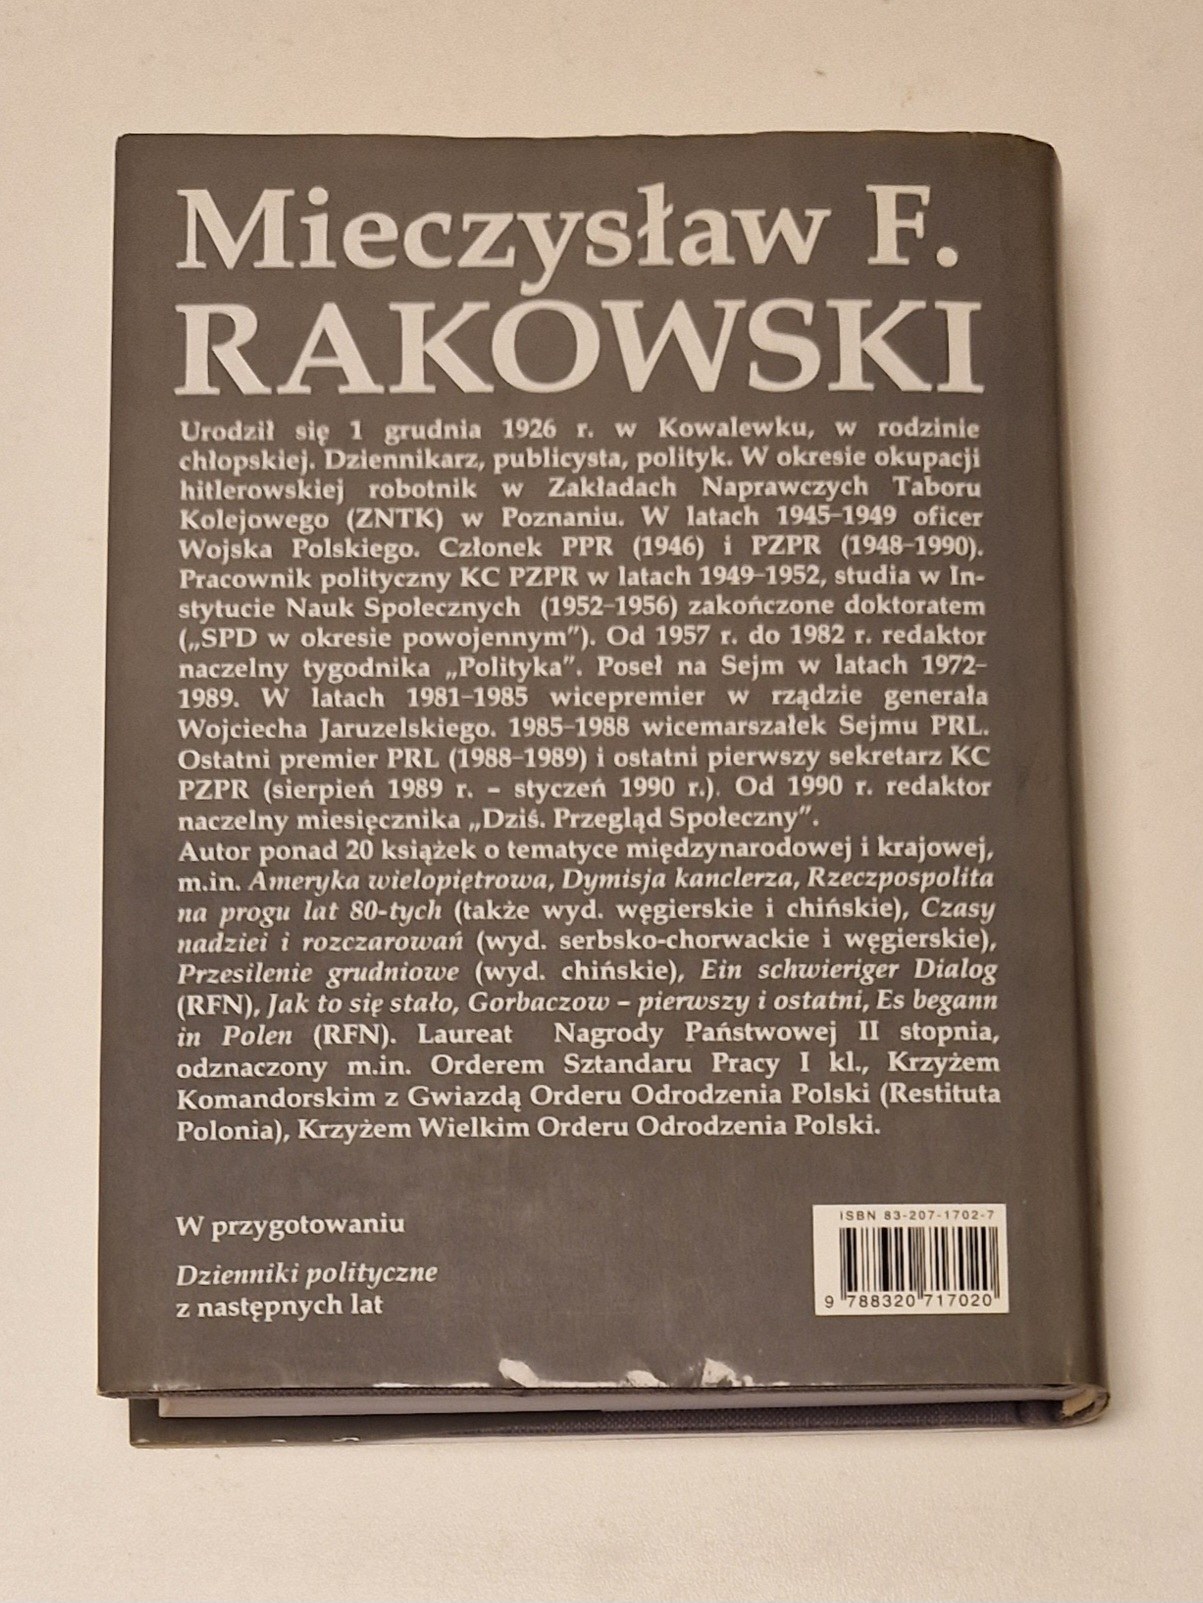 Mieczysław F.
RAKOWSKI
Urodził się 1 grudnia 1926 r. w Kowalewku, w rodzinie
chłopskiej. Dziennikarz, publicysta, polityk. W okresie okupacji
hitlerowskiej robotnik w Zakładach Naprawczych Taboru
Kolejowego (ZNTK) w Poznaniu. W latach 1945–1949 oficer
Wojska Polskiego. Członek PPR (1946) i PZPR (1948–1990).
Pracownik polityczny KC PZPR w latach 1949–1952, studia w In-
stytucie Nauk Społecznych (1952–1956) zakończone doktoratem
(„SPD w okresie powojennym”). Od 1957 r. do 1982 r. redaktor
naczelny tygodnika „Polityka”. Poseł na Sejm w latach 1972–
1989. W latach 1981–1985 wicepremier w rządzie generała
Wojciecha Jaruzelskiego. 1985–1988 wicemarszałek Sejmu PRL.
Ostatni premier PRL (1988–1989) i ostatni pierwszy sekretarz KC
PZPR (sierpień 1989 r. – styczeń 1990 r.). Od 1990 r. redaktor
naczelny miesięcznika „Dziś. Przegląd Społeczny”.
Autor ponad 20 książek o tematyce międzynarodowej i krajowej,
m.in. Ameryka wielopiętrowa, Dymisja kanclerza, Rzeczpospolita
na progu lat 80-tych (także wyd. węgierskie i chińskie), Czasy
nadziei i rozczarowań (wyd. serbsko-chorwackie i węgierskie),
Przesilenie grudniowe (wyd. chińskie), Ein schwieriger Dialog
(RFN), Jak to się stało, Gorbaczow – pierwszy i ostatni, Es begann
in Polen (RFN). Laureat Nagrody Państwowej II stopnia,
odznaczony m.in. Orderem Sztandaru Pracy I kl., Krzyżem
Komandorskim z Gwiazdą Orderu Odrodzenia Polski (Restituta
Polonia), Krzyżem Wielkim Orderu Odrodzenia Polski.
W przygotowaniu
Dzienniki polityczne
z następnych lat
ISBN 83-207-1702-7
9 788320 717020